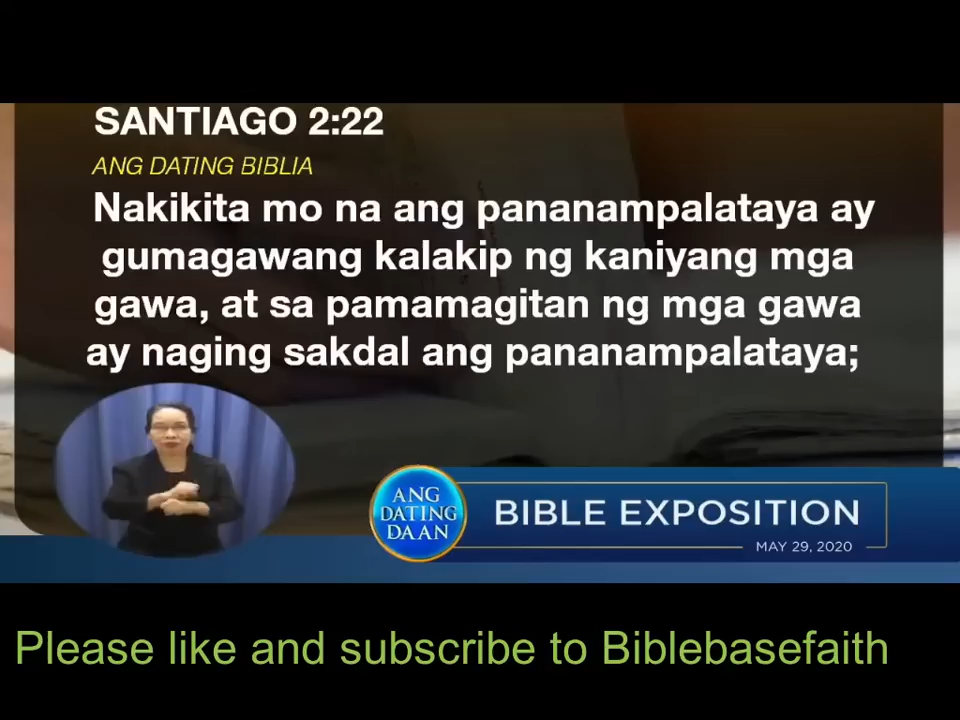 SANTIAGO 2:22
ANG DATING BIBLIA
Nakikita mo na ang pananampalataya ay
gumagawang kalakip ng kaniyang mga
gawa, at sa pamamagitan ng mga gawa
ay naging sakdal ang pananampalataya;
ANG
DATING
DAAN
BIBLE EXPOSITION
MAY 29, 2020
Please like and subscribe to Biblebasefaith